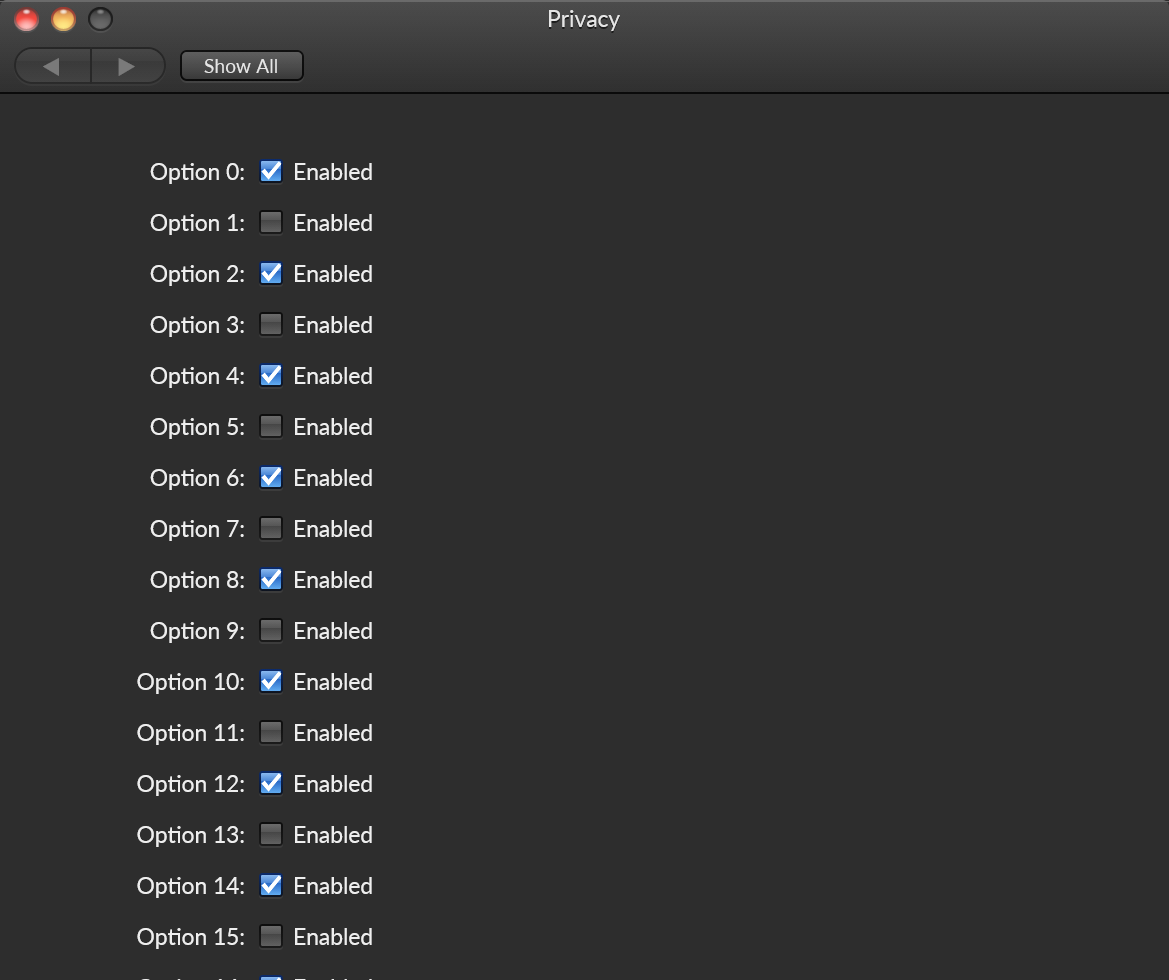 Privacy
Show All
Option 0: Enabled
Option 1: Enabled
Option 2: Enabled
Option 3: Enabled
Option 4: Enabled
Option 5: Enabled
Option 6: Enabled
Option 7: Enabled
Option 8: Enabled
Option 9: Enabled
Option 10: Enabled
Option 11: Enabled
Option 12: Enabled
Option 13: Enabled
Option 14: Enabled
Option 15: Enabled